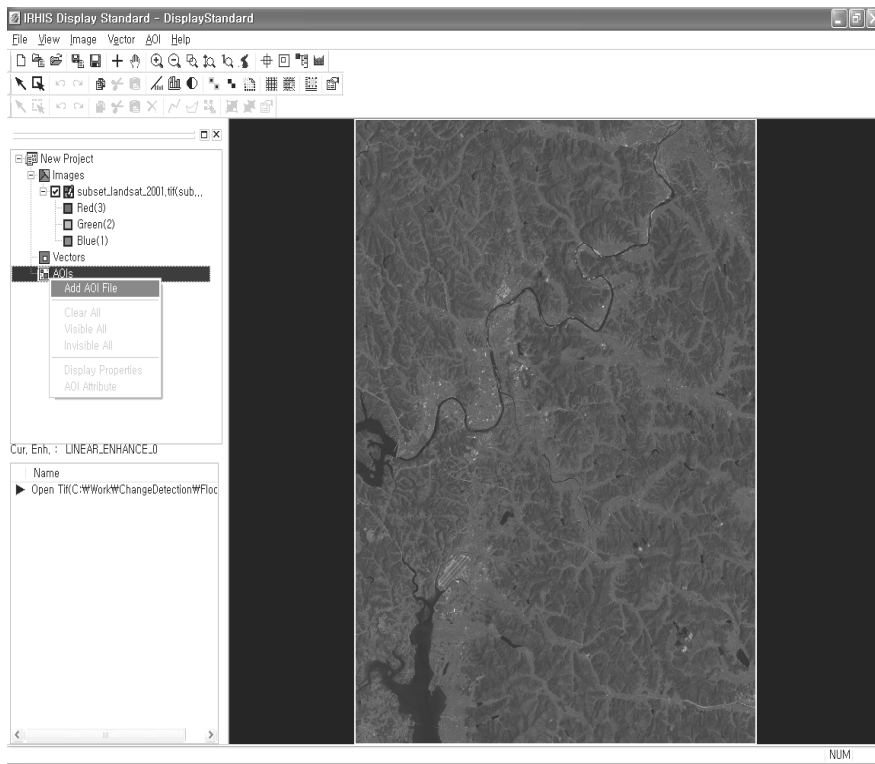 IRHIS Display Standard - DisplayStandard
File View Image Vector AOI Help
New Project
Images
subset_landsat_2001.tif(sub...
Red(3)
Green(2)
Blue(1)
Vectors
AOIs
Add AOI File
Clear All
Visible All
Invisible All
Display Properties
AOI Attribute
Cur, Enh, : LINEAR_ENHANCE_0
Name
Open Tif(C:₩Work₩ChangeDetection₩Floc
NUM